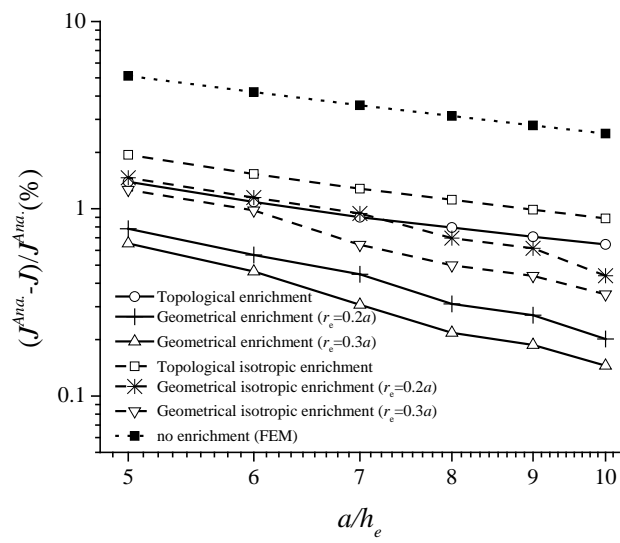 10
1
0.1
(J^Ana.-J)/J^Ana.(%)
Topological enrichment
Geometrical enrichment (r_e=0.2a)
Geometrical enrichment (r_e=0.3a)
Topological isotropic enrichment
Geometrical isotropic enrichment (r_e=0.2a)
Geometrical isotropic enrichment (r_e=0.3a)
no enrichment (FEM)
5 6 7 8 9 10
a/h_e